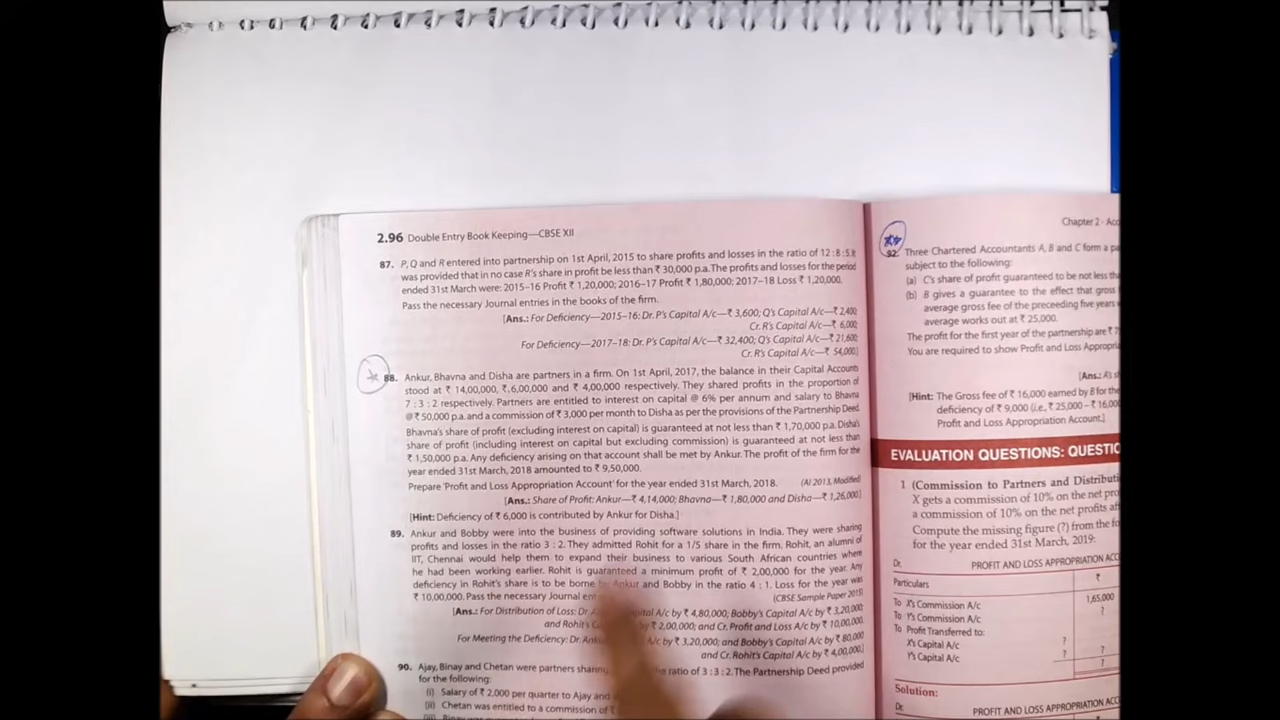 2.96 Double Entry Book Keeping—CBSE XII
87. P, Q and R entered into partnership on 1st April, 2015 to share profits and losses in the ratio of 12 : 8 : 5. It
was provided that in no case R's share in profit be less than ₹ 30,000 p.a. The profits and losses for the period
ended 31st March were: 2015-16 Profit ₹ 1,20,000; 2016-17 Profit ₹ 1,80,000; 2017-18 Loss ₹ 1,20,000.
Pass the necessary Journal entries in the books of the firm.
[Ans.: For Deficiency—2015-16: Dr. P's Capital A/c—₹ 3,600; Q's Capital A/c—₹ 2,400;
Cr. R's Capital A/c—₹ 6,000;
For Deficiency—2017-18: Dr. P's Capital A/c—₹ 32,400; Q's Capital A/c—₹ 21,600;
Cr. R's Capital A/c—₹ 54,000.]
88. Ankur, Bhavna and Disha are partners in a firm. On 1st April, 2017, the balance in their Capital Accounts
stood at ₹ 14,00,000, ₹ 6,00,000 and ₹ 4,00,000 respectively. They shared profits in the proportion of
7 : 3 : 2 respectively. Partners are entitled to interest on capital @ 6% per annum and salary to Bhavna
@ ₹ 50,000 p.a. and a commission of ₹ 3,000 per month to Disha as per the provisions of the Partnership Deed.
Bhavna's share of profit (excluding interest on capital) is guaranteed at not less than ₹ 1,70,000 p.a. Disha's
share of profit (including interest on capital but excluding commission) is guaranteed at not less than
₹ 1,50,000 p.a. Any deficiency arising on that account shall be met by Ankur. The profit of the firm for the
year ended 31st March, 2018 amounted to ₹ 9,50,000.
Prepare 'Profit and Loss Appropriation Account' for the year ended 31st March, 2018. (AI 2013, Modified)
[Ans.: Share of Profit: Ankur—₹ 4,14,000; Bhavna—₹ 1,80,000 and Disha—₹ 1,26,000]
[Hint: Deficiency of ₹ 6,000 is contributed by Ankur for Disha.]
89. Ankur and Bobby were into the business of providing software solutions in India. They were sharing
profits and losses in the ratio 3 : 2. They admitted Rohit for a 1/5 share in the firm. Rohit, an alumni of
IIT, Chennai would help them to expand their business to various South African countries where
he had been working earlier. Rohit is guaranteed a minimum profit of ₹ 2,00,000 for the year. Any
deficiency in Rohit's share is to be borne by Ankur and Bobby in the ratio 4 : 1. Loss for the year was
₹ 10,00,000. Pass the necessary Journal (CBSE Sample Paper 2015)
[Ans.: For Distribution of Loss: Dr. A/c by ₹ 4,80,000; Bobby's Capital A/c by ₹ 3,20,000;
and Rohit's by ₹ 2,00,000; and Cr. Profit and Loss A/c by ₹ 10,00,000.
For Meeting the Deficiency: Dr. A/c by ₹ 3,20,000; and Bobby's Capital A/c by ₹ 80,000
and Cr. Rohit's Capital A/c by ₹ 4,00,000.]
90. Ajay, Binay and Chetan were partners ratio of 3 : 3 : 2. The Partnership Deed provided
for the following:
(i) Salary of ₹ 2,000 per quarter to Ajay and
(ii) Chetan was entitled to a commission of
Chapter 2 · Acc
92. Three Chartered Accountants A, B and C form a pa
subject to the following:
(a) C's share of profit guaranteed to be not less tha
(b) B gives a guarantee to the effect that gross
average gross fee of the preceeding five years
average works out at ₹ 25,000.
The profit for the first year of the partnership are ₹
You are required to show Profit and Loss Appropria
[Ans.: A's s
[Hint: The Gross fee of ₹ 16,000 earned by B for the
deficiency of ₹ 9,000 (i.e., ₹ 25,000 – ₹ 16,000
Profit and Loss Appropriation Account.]
EVALUATION QUESTIONS: QUESTIO
1 (Commission to Partners and Distributi
X gets a commission of 10% on the net pro
a commission of 10% on the net profits af
Compute the missing figure (?) from the fo
for the year ended 31st March, 2019:
Dr. PROFIT AND LOSS APPROPRIATION ACC
Particulars ₹
To X's Commission A/c 1,65,000
To Y's Commission A/c ?
To Profit Transferred to:
X's Capital A/c ?
Y's Capital A/c ? ?
?
Solution:
Dr. PROFIT AND LOSS APPROPRIATION ACC